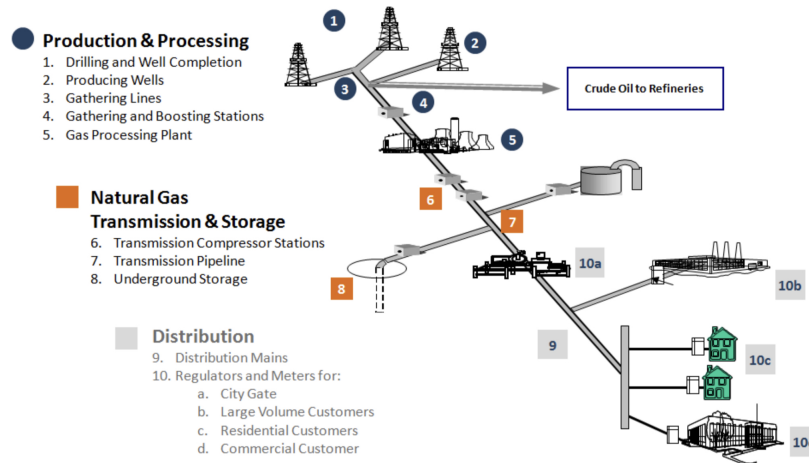 Production & Processing
1. Drilling and Well Completion
2. Producing Wells
3. Gathering Lines
4. Gathering and Boosting Stations
5. Gas Processing Plant
Natural Gas
Transmission & Storage
6. Transmission Compressor Stations
7. Transmission Pipeline
8. Underground Storage
Distribution
9. Distribution Mains
10. Regulators and Meters for:
a. City Gate
b. Large Volume Customers
c. Residential Customers
d. Commercial Customer
1
2
3
4
Crude Oil to Refineries
5
6
7
8
10a
10b
9
10c
10